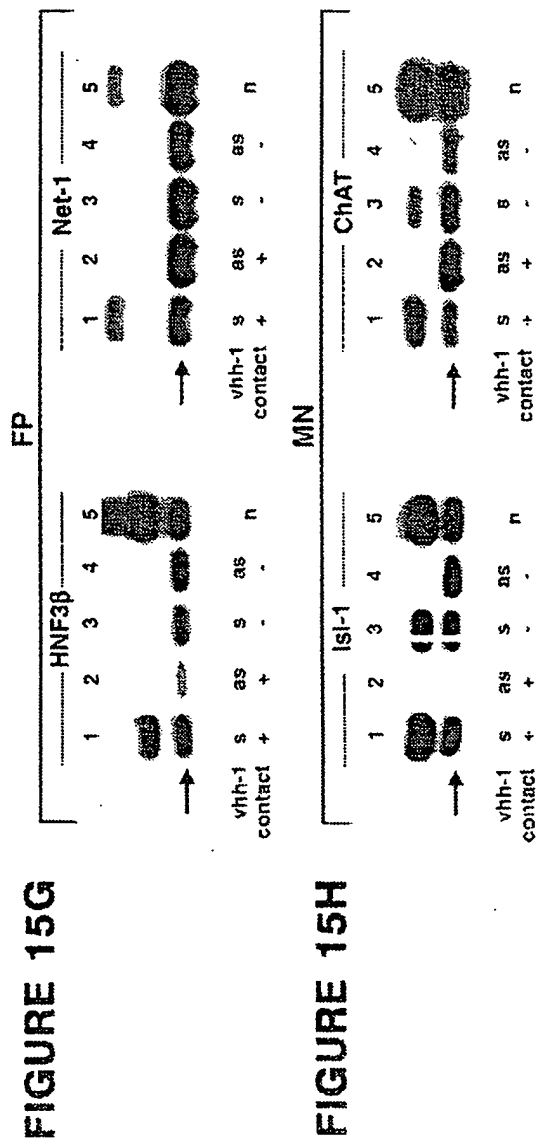 FIGURE 15G
FP
HNF3β Net-1
1 2 3 4 5 1 2 3 4 5
vhh-1 s as s as n vhh-1 s as s as n
contact + + - - contact + + - -
FIGURE 15H
MN
Isl-1 ChAT
1 2 3 4 5 1 2 3 4 5
vhh-1 s as s as n vhh-1 s as s as n
contact + + - - contact + + - -